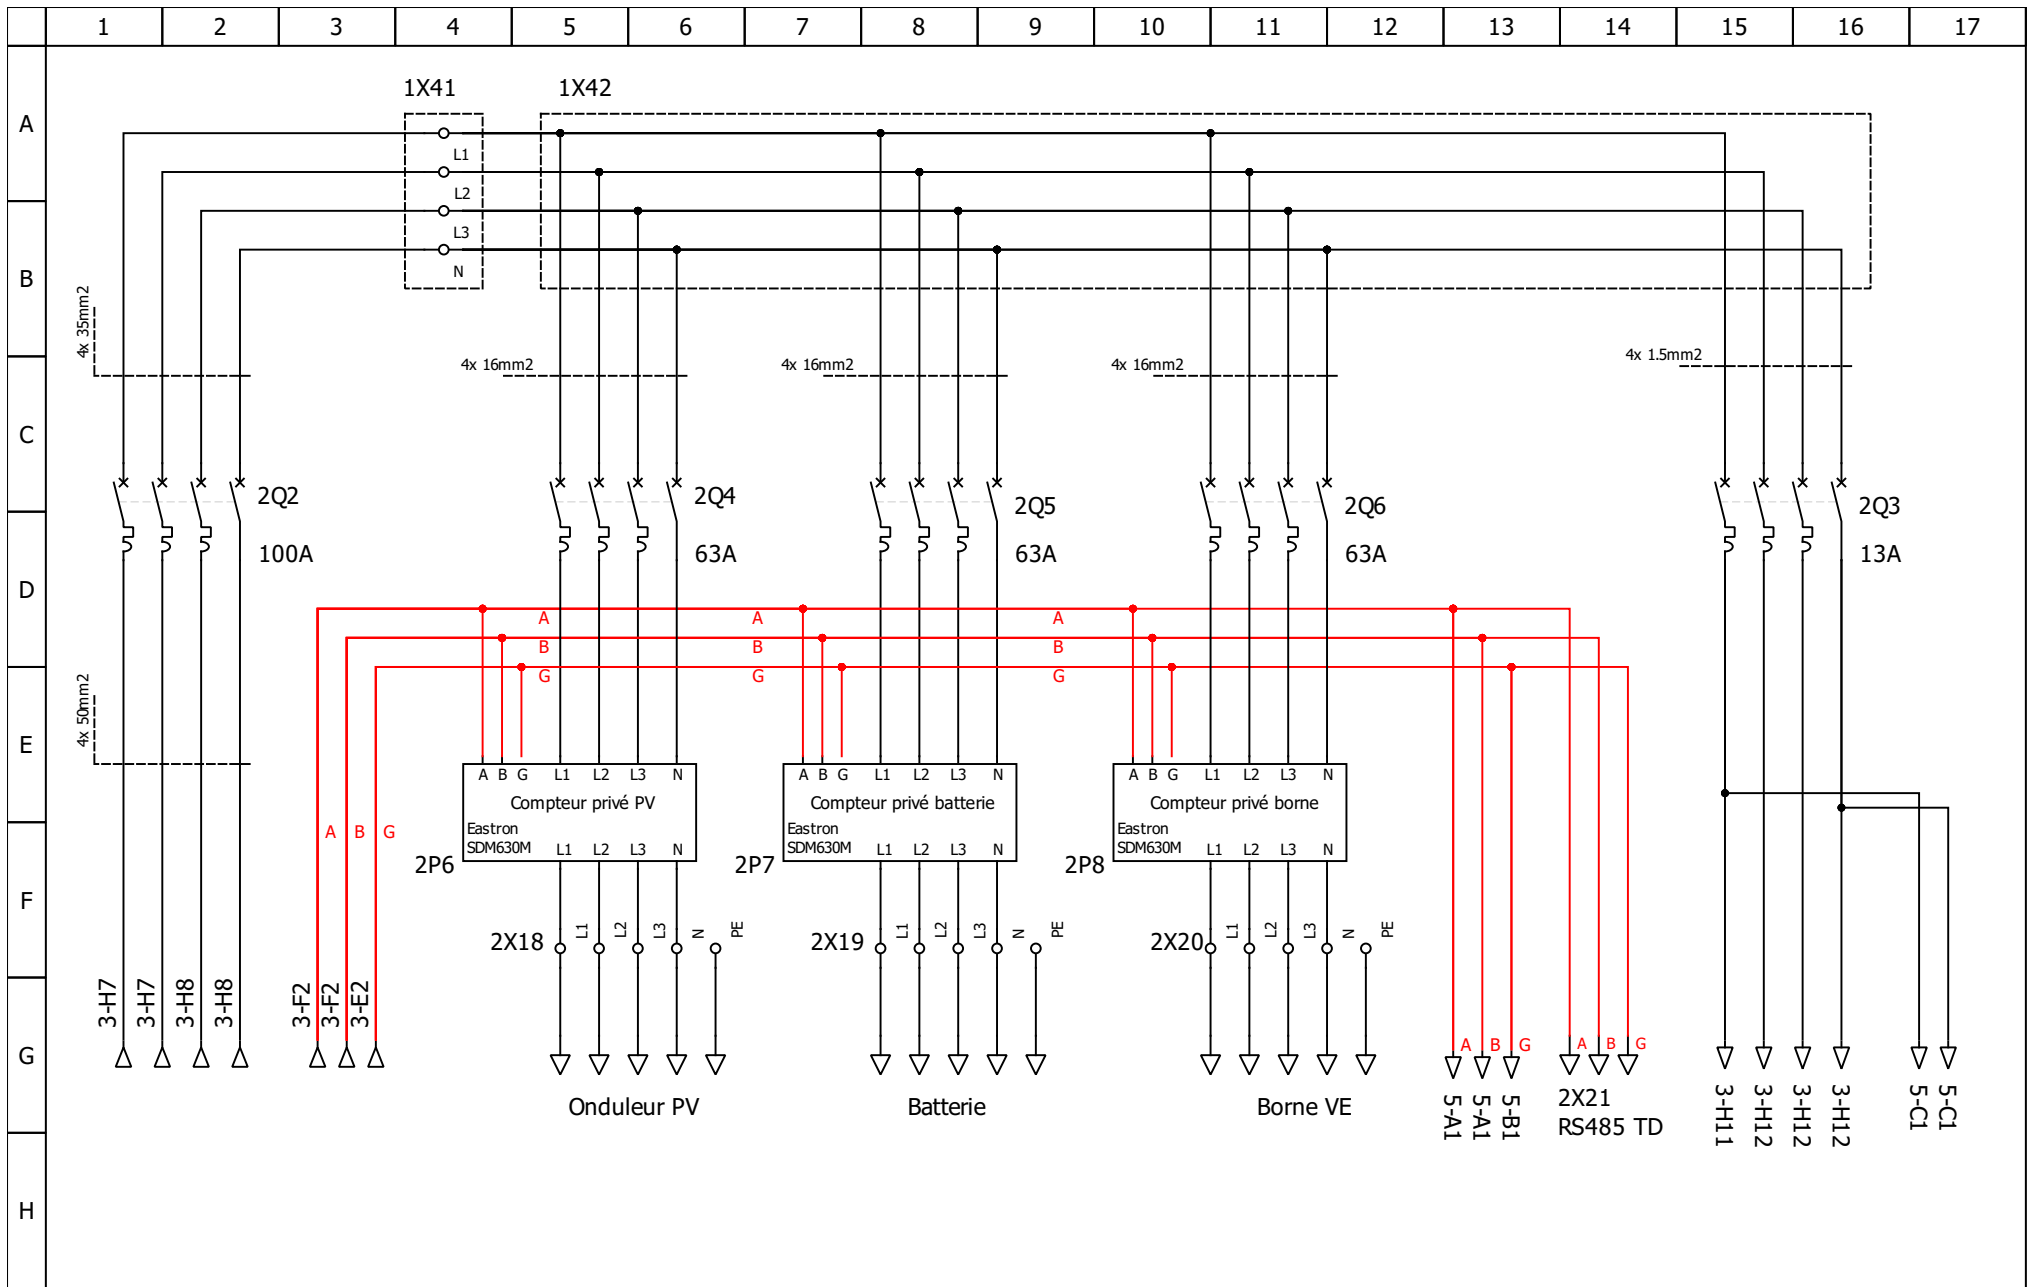 1 2 3 4 5 6 7 8 9 10 11 12 13 14 15 16 17
A
B
C
D
E
F
G
H
1X41 1X42
L1
L2
L3
N
4x 35mm2
4x 16mm2 4x 16mm2 4x 16mm2 4x 1.5mm2
2Q2 2Q4 2Q5 2Q6 2Q3
100A 63A 63A 63A 13A
A A A
B B B
G G G
4x 50mm2
A B G L1 L2 L3 N A B G L1 L2 L3 N A B G L1 L2 L3 N
Compteur privé PV Compteur privé batterie Compteur privé borne
A B G
Eastron Eastron Eastron
SDM630M L1 L2 L3 N SDM630M L1 L2 L3 N SDM630M L1 L2 L3 N
2P6 2P7 2P8
2X18 L1 L2 L3 N PE 2X19 L1 L2 L3 N PE 2X20 L1 L2 L3 N PE
3-H7 3-H7 3-H8 3-H8 3-F2 3-F2 3-E2
A B G A B G
Onduleur PV Batterie Borne VE
5-A1 5-A1 5-B1
2X21
RS485 TD
3-H11 3-H12 3-H12 3-H12 5-C1 5-C1